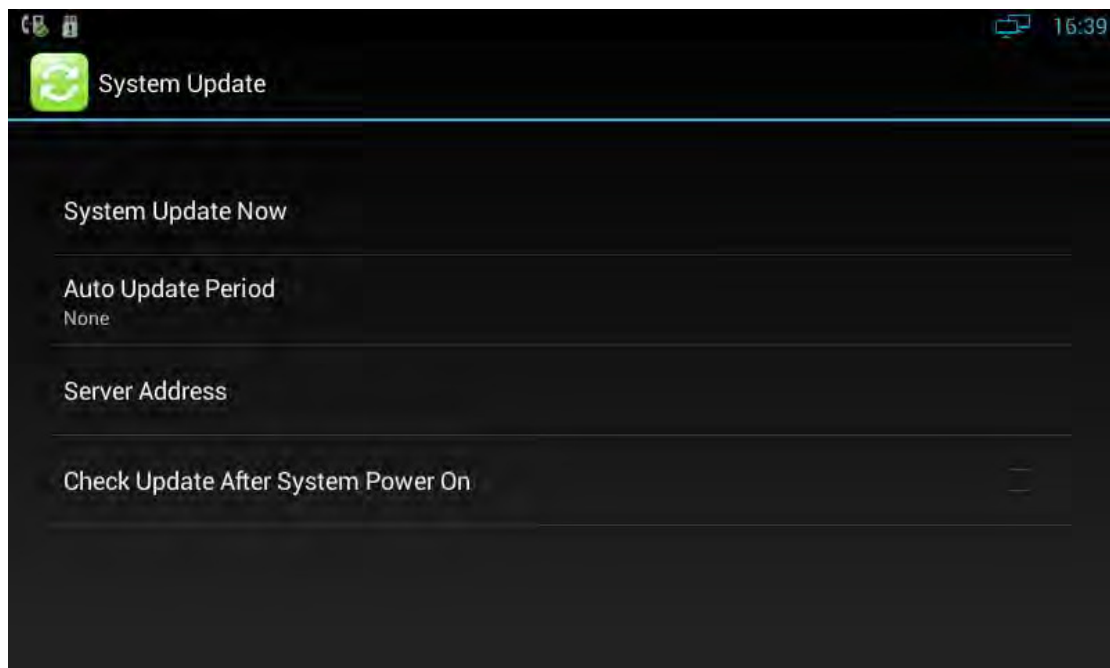 16:39
System Update
System Update Now
Auto Update Period
None
Server Address
Check Update After System Power On